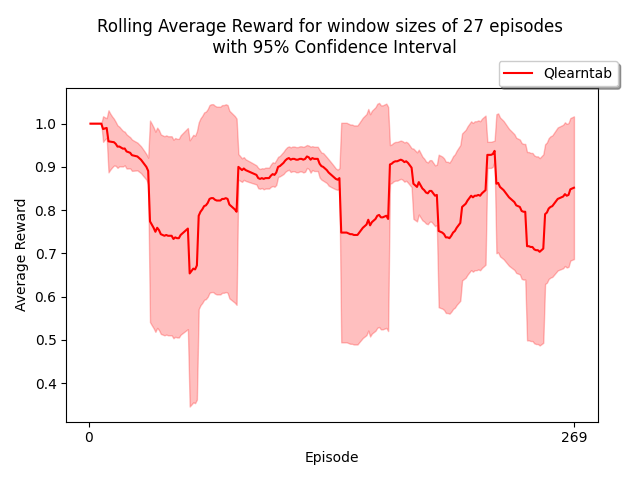 Rolling Average Reward for window sizes of 27 episodes
with 95% Confidence Interval
Qlearntab
1.0
0.9
0.8
0.7
0.6
0.5
0.4
Average Reward
0
269
Episode